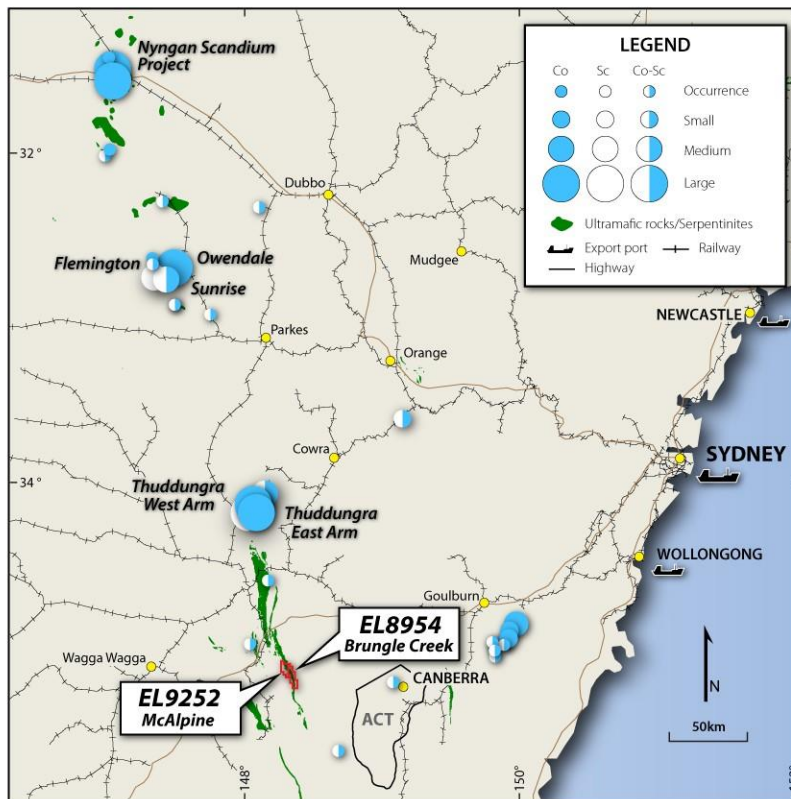 Nyngan Scandium
Project
LEGEND
Co Sc Co-Sc
Occurrence
Small
Medium
Large
Ultramafic rocks/Serpentinites
Export port Railway
Highway
32°
Dubbo
Mudgee
Flemington
Owendale
Sunrise
NEWCASTLE
Parkes
Orange
Cowra
SYDNEY
34°
Thuddungra
West Arm
Thuddungra
East Arm
WOLLONGONG
Goulburn
EL8954
Brungle Creek
Wagga Wagga
CANBERRA
EL9252
McAlpine
ACT
N
50km
148°
150°